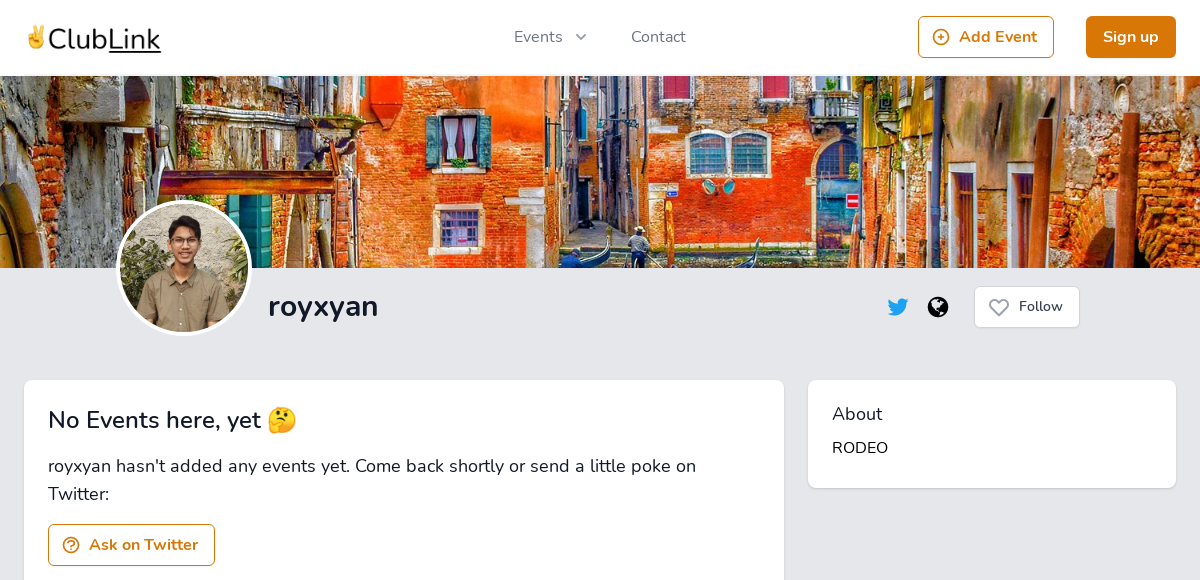 ✌️ClubLink
Events
Contact
Add Event
Sign up
royxyan
Follow
No Events here, yet 🤔
royxyan hasn't added any events yet. Come back shortly or send a little poke on
Twitter:
Ask on Twitter
About
RODEO